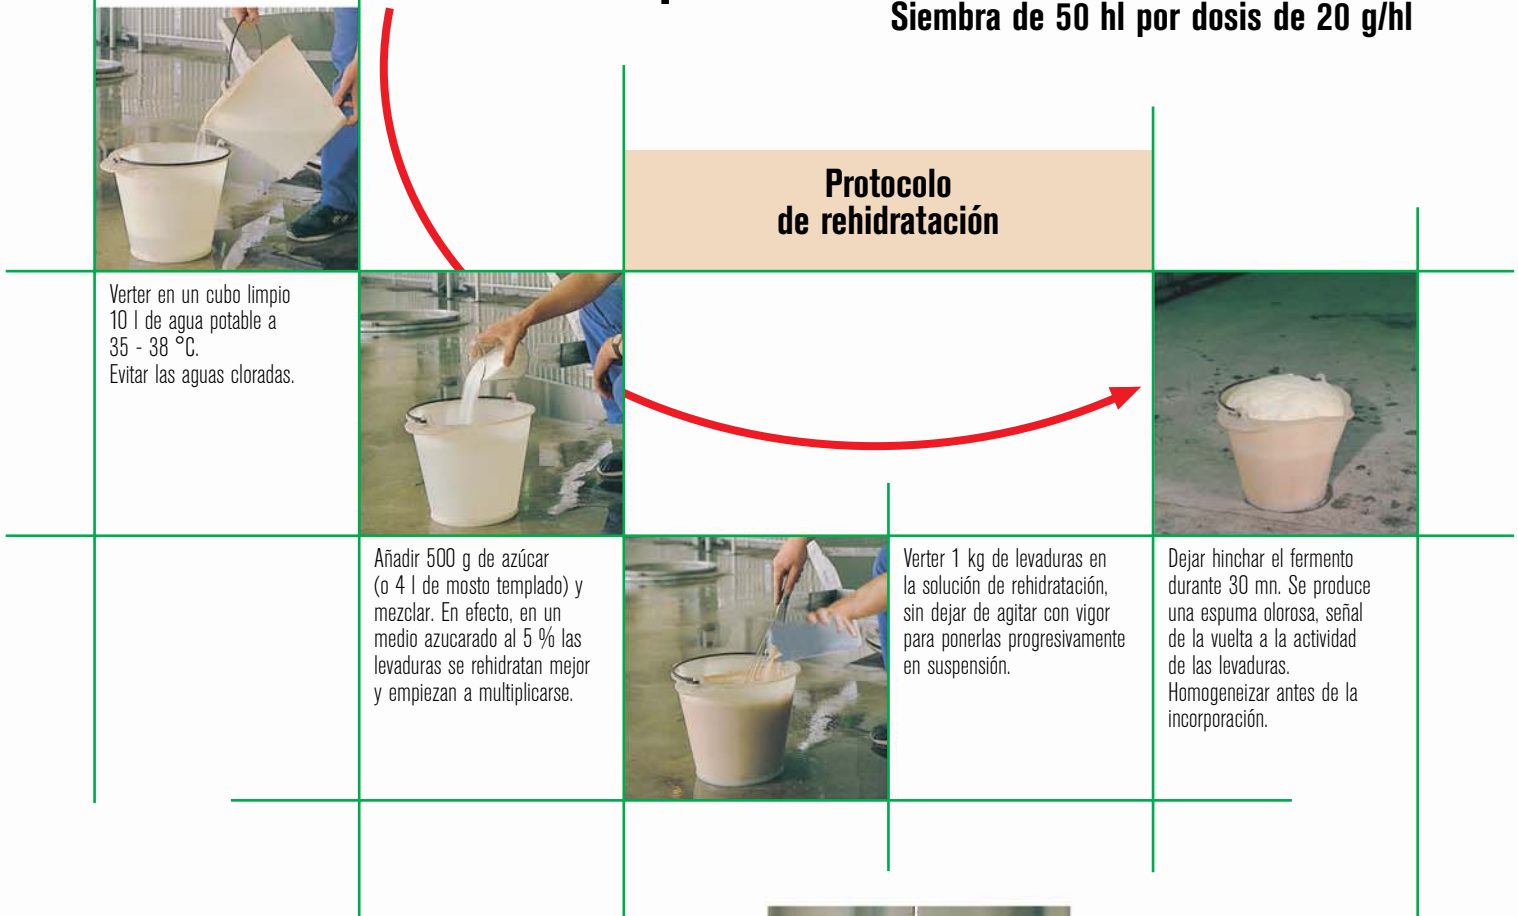 Siembra de 50 hl por dosis de 20 g/hl
Protocolo
de rehidratación
Verter en un cubo limpio
10 l de agua potable a
35 - 38 °C.
Evitar las aguas cloradas.
Añadir 500 g de azúcar
(o 4 l de mosto templado) y
mezclar. En efecto, en un
medio azucarado al 5 % las
levaduras se rehidratan mejor
y empiezan a multiplicarse.
Verter 1 kg de levaduras en
la solución de rehidratación,
sin dejar de agitar con vigor
para ponerlas progresivamente
en suspensión.
Dejar hinchar el fermento
durante 30 mn. Se produce
una espuma olorosa, señal
de la vuelta a la actividad
de las levaduras.
Homogeneizar antes de la
incorporación.